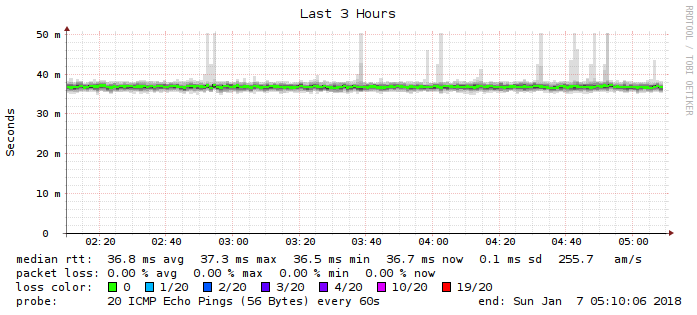 Last 3 Hours
RRDTOOL / TOBI OETIKER
Seconds
50 m
40 m
30 m
20 m
10 m
0
02:20 02:40 03:00 03:20 03:40 04:00 04:20 04:40 05:00
median rtt: 36.8 ms avg 37.3 ms max 36.5 ms min 36.7 ms now 0.1 ms sd 255.7 am/s
packet loss: 0.00 % avg 0.00 % max 0.00 % min 0.00 % now
loss color: 0 1/20 2/20 3/20 4/20 10/20 19/20
probe: 20 ICMP Echo Pings (56 Bytes) every 60s end: Sun Jan 7 05:10:06 2018